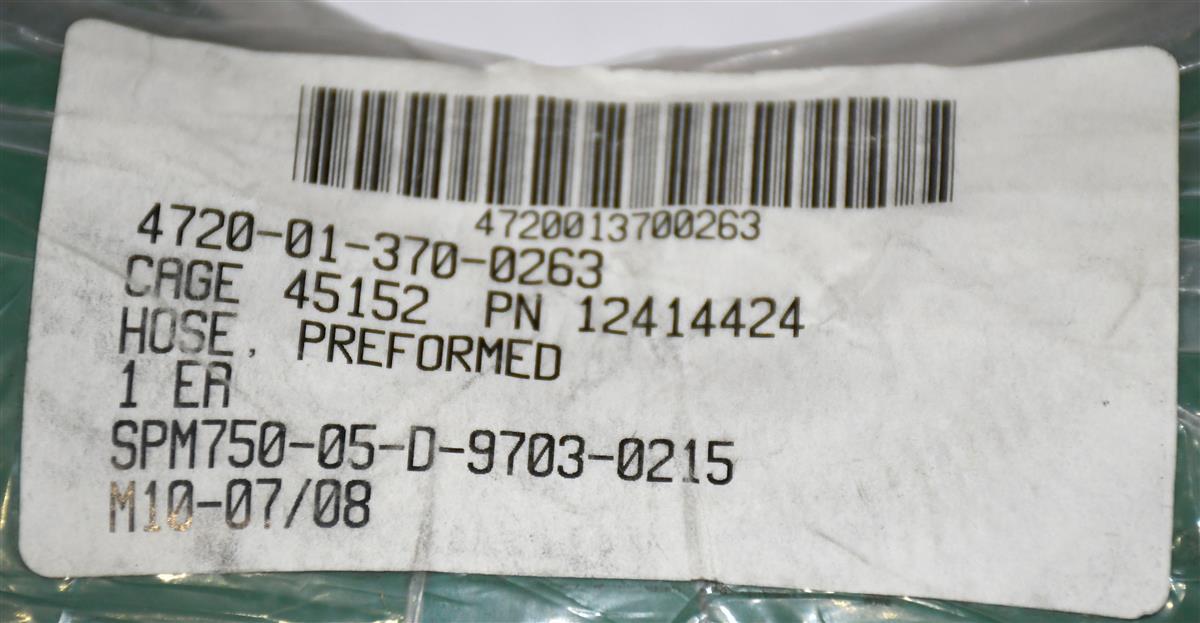 4720013700263
4720-01-370-0263
CAGE 45152 PN 12414424
HOSE, PREFORMED
1 EA
SPM750-05-D-9703-0215
M10-07/08